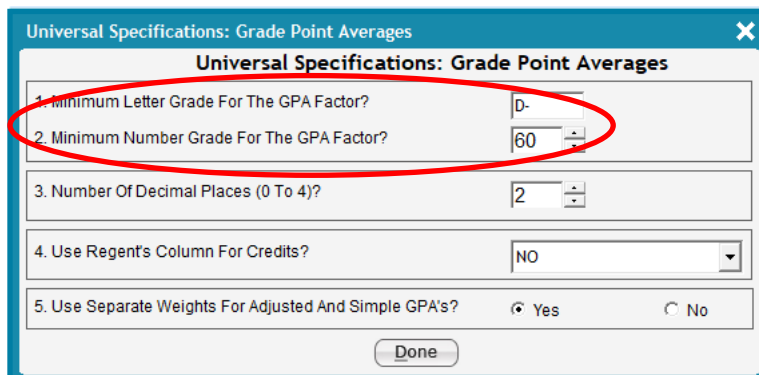 Universal Specifications: Grade Point Averages
Universal Specifications: Grade Point Averages
1. Minimum Letter Grade For The GPA Factor?
D-
2. Minimum Number Grade For The GPA Factor?
60
3. Number Of Decimal Places (0 To 4)?
2
4. Use Regent's Column For Credits?
NO
5. Use Separate Weights For Adjusted And Simple GPA's?
Yes
No
Done